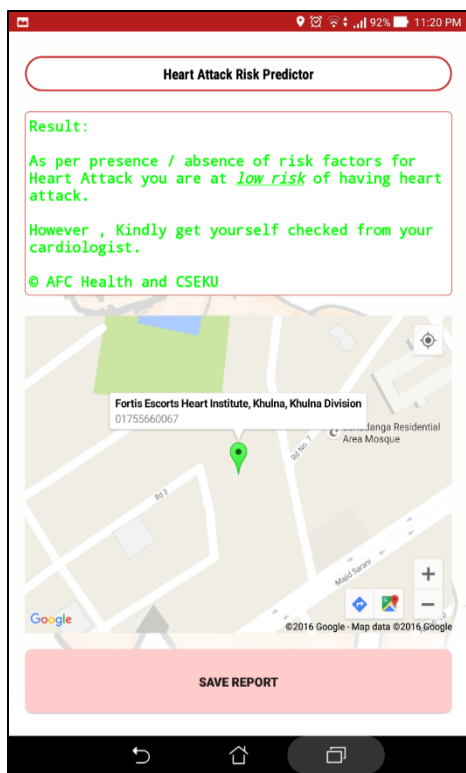 92% 11:20 PM
Heart Attack Risk Predictor
Result:
As per presence / absence of risk factors for
Heart Attack you are at low risk of having heart
attack.
However , Kindly get yourself checked from your
cardiologist.
© AFC Health and CSEKU
Fortis Escorts Heart Institute, Khulna, Khulna Division
01755660067
Residential
Area Mosque
Rd No. 7
Rd 3
Majid Sarani
Google
©2016 Google - Map data ©2016 Google
SAVE REPORT